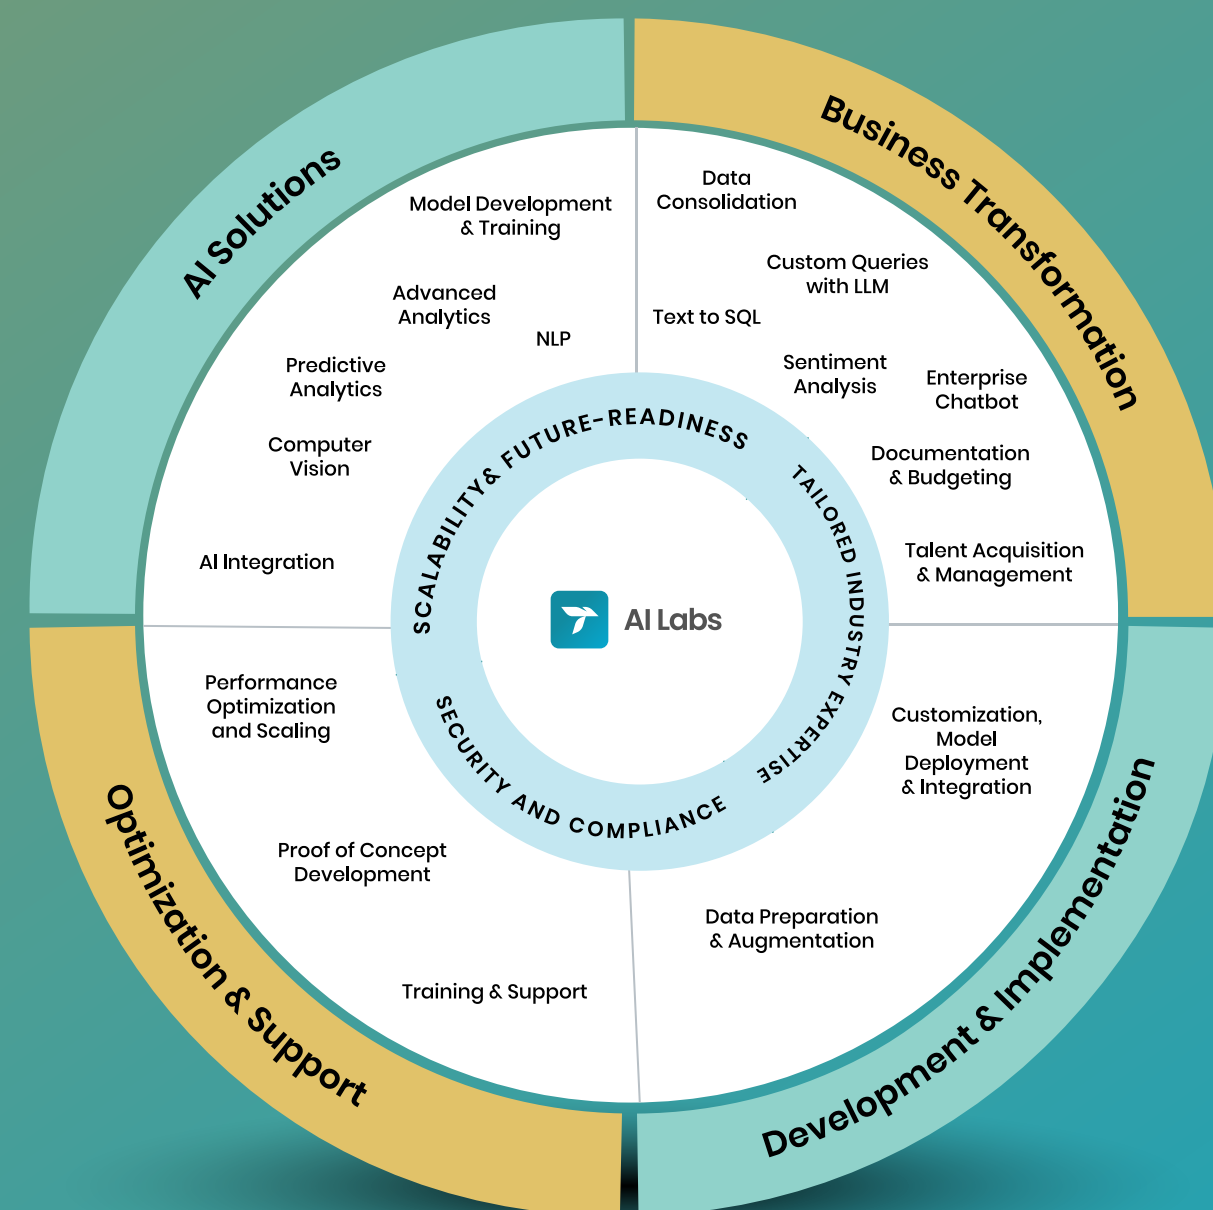 AI Solutions
Model Development
& Training
Advanced
Analytics
NLP
Predictive
Analytics
Computer
Vision
AI Integration
Business Transformation
Data
Consolidation
Custom Queries
with LLM
Text to SQL
Sentiment
Analysis
Enterprise
Chatbot
Documentation
& Budgeting
Talent Acquisition
& Management
SCALABILITY& FUTURE-READINESS
TAILORED INDUSTRY EXPERTISE
SECURITY AND COMPLIANCE
AI Labs
Optimization & Support
Performance
Optimization
and Scaling
Proof of Concept
Development
Training & Support
Development & Implementation
Customization,
Model
Deployment
& Integration
Data Preparation
& Augmentation